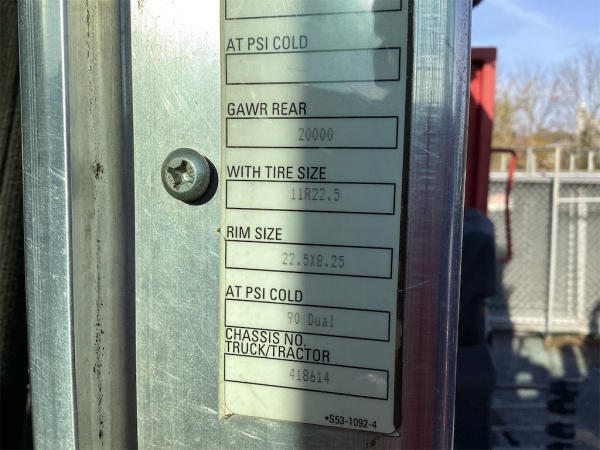 AT PSI COLD
GAWR REAR
20000
WITH TIRE SIZE
11R22.5
RIM SIZE
22.5X8.25
AT PSI COLD
90 Dual
CHASSIS NO.
TRUCK/TRACTOR
418614
•S53-1092-4